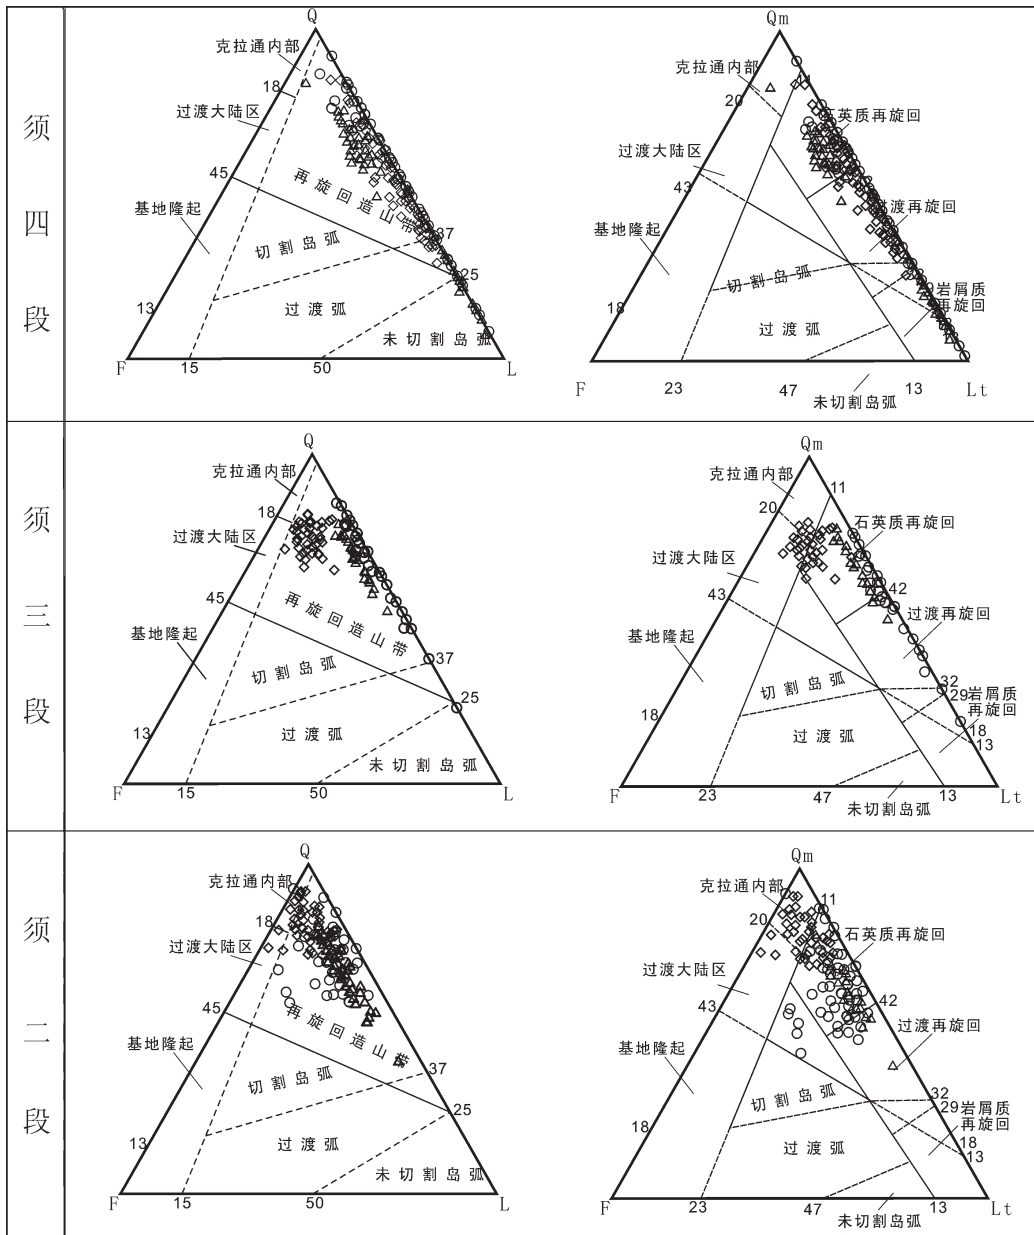 须
四
段
Q
克拉通内部
18
过渡大陆区
45
再旋回造山带
基地隆起
37
切割岛弧
25
13
过渡弧
未切割岛弧
F
15
50
L
Qm
克拉通内部
11
20
石英质再旋回
过渡大陆区
43
过渡再旋回
基地隆起
切割岛弧
岩屑质
再旋回
18
过渡弧
F
23
47
13
Lt
未切割岛弧
须
三
段
Q
克拉通内部
18
过渡大陆区
45
再旋回造山带
基地隆起
37
切割岛弧
25
13
过渡弧
未切割岛弧
F
15
50
L
Qm
克拉通内部
11
20
石英质再旋回
过渡大陆区
42
43
过渡再旋回
基地隆起
切割岛弧
32
29
岩屑质
再旋回
18
过渡弧
18
13
F
23
47
13
Lt
未切割岛弧
须
二
段
Q
克拉通内部
18
过渡大陆区
45
再旋回造山带
基地隆起
37
切割岛弧
25
13
过渡弧
未切割岛弧
F
15
50
L
Qm
克拉通内部
11
20
石英质再旋回
过渡大陆区
42
43
过渡再旋回
基地隆起
切割岛弧
32
29
岩屑质
再旋回
18
过渡弧
18
13
F
23
47
13
Lt
未切割岛弧